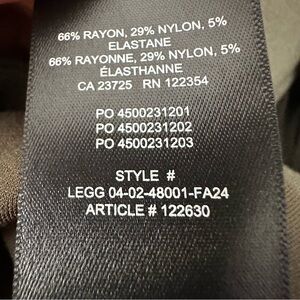 66% RAYON, 29% NYLON, 5%
ELASTANE
66% RAYONNE, 29% NYLON, 5%
ÉLASTHANNE
CA 23725 RN 122354
PO 4500231201
PO 4500231202
PO 4500231203
STYLE #
LEGG 04-02-48001-FA24
ARTICLE # 122630